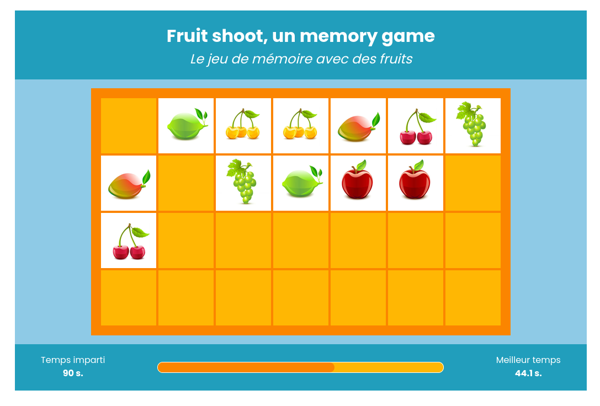 Fruit shoot, un memory game
Le jeu de mémoire avec des fruits
Temps imparti
90 s.
Meilleur temps
44.1 s.